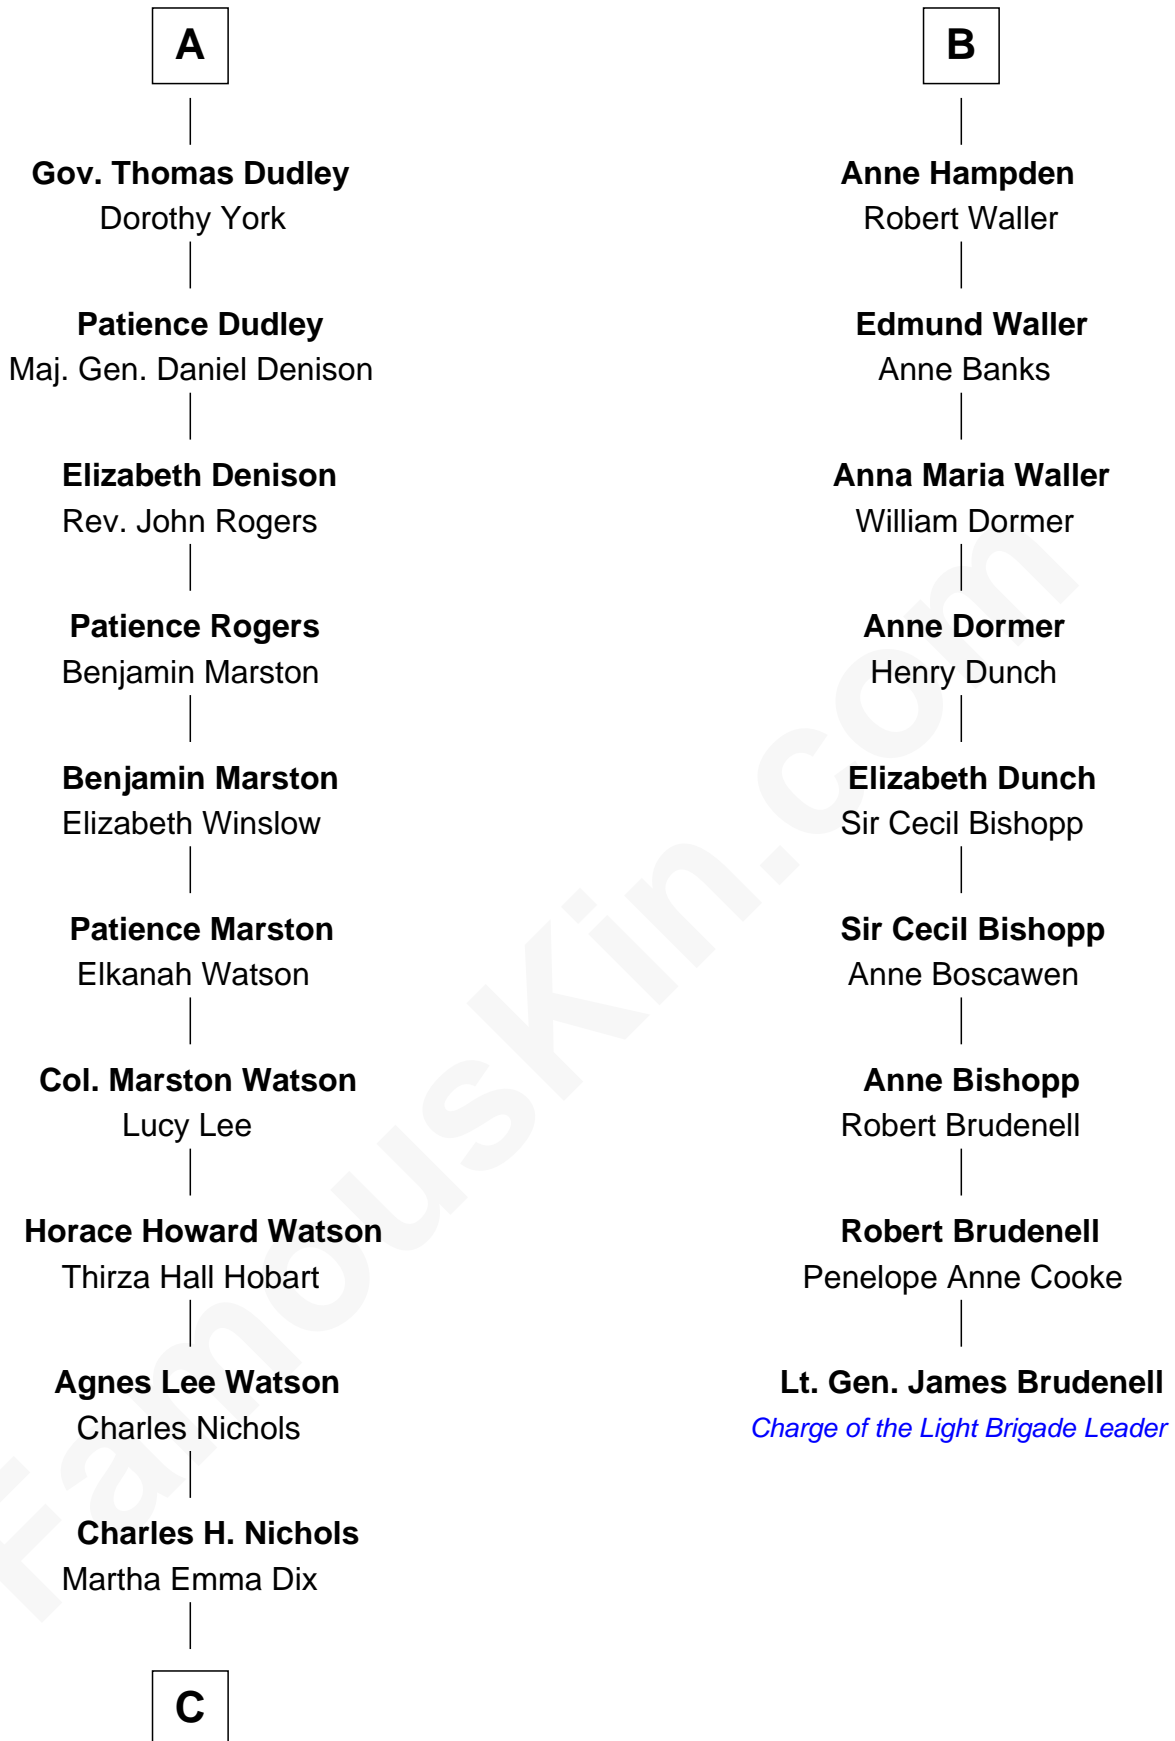 A
Gov. Thomas Dudley
Dorothy York
Patience Dudley
Maj. Gen. Daniel Denison
Elizabeth Denison
Rev. John Rogers
Patience Rogers
Benjamin Marston
Benjamin Marston
Elizabeth Winslow
Patience Marston
Elkanah Watson
Col. Marston Watson
Lucy Lee
Horace Howard Watson
Thirza Hall Hobart
Agnes Lee Watson
Charles Nichols
Charles H. Nichols
Martha Emma Dix
C
B
Anne Hampden
Robert Waller
Edmund Waller
Anne Banks
Anna Maria Waller
William Dormer
Anne Dormer
Henry Dunch
Elizabeth Dunch
Sir Cecil Bishopp
Sir Cecil Bishopp
Anne Boscawen
Anne Bishopp
Robert Brudenell
Robert Brudenell
Penelope Anne Cooke
Lt. Gen. James Brudenell
Charge of the Light Brigade Leader
FamousKin.com